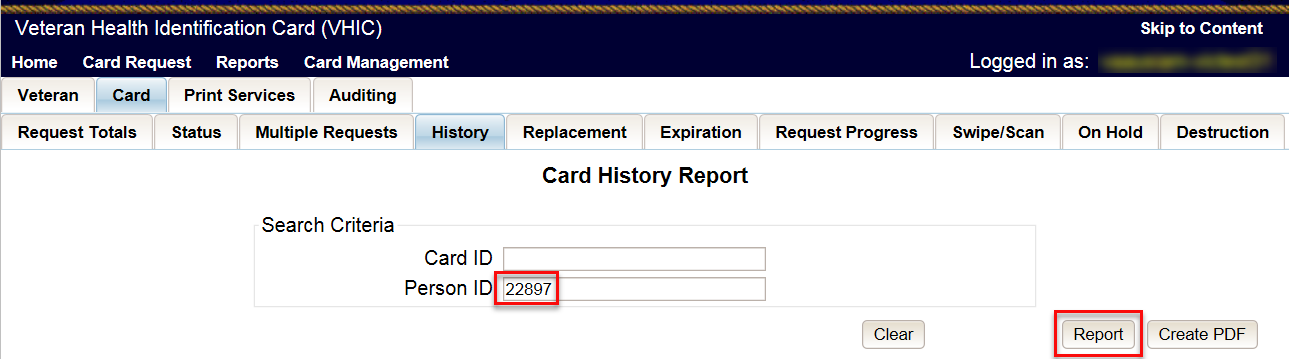 Veteran Health Identification Card (VHIC) Skip to Content
Home Card Request Reports Card Management Logged in as:
Veteran Card Print Services Auditing
Request Totals Status Multiple Requests History Replacement Expiration Request Progress Swipe/Scan On Hold Destruction
Card History Report
Search Criteria
Card ID
Person ID 22897
Clear Report Create PDF